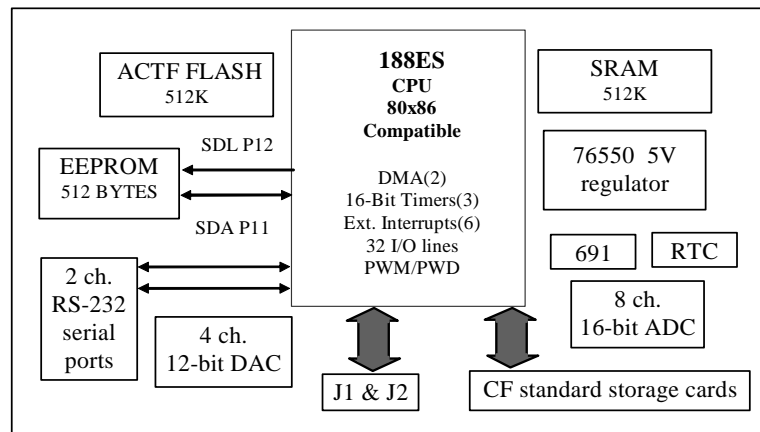 188ES
CPU
80x86
Compatible
DMA(2)
16-Bit Timers(3)
Ext. Interrupts(6)
32 I/O lines
PWM/PWD
ACTF FLASH
512K
SDL P12
EEPROM
512 BYTES
SDA P11
2 ch.
RS-232
serial
ports
4 ch.
12-bit DAC
J1 & J2
SRAM
512K
76550  5V
regulator
691
RTC
8 ch.
16-bit ADC
CF standard storage cards